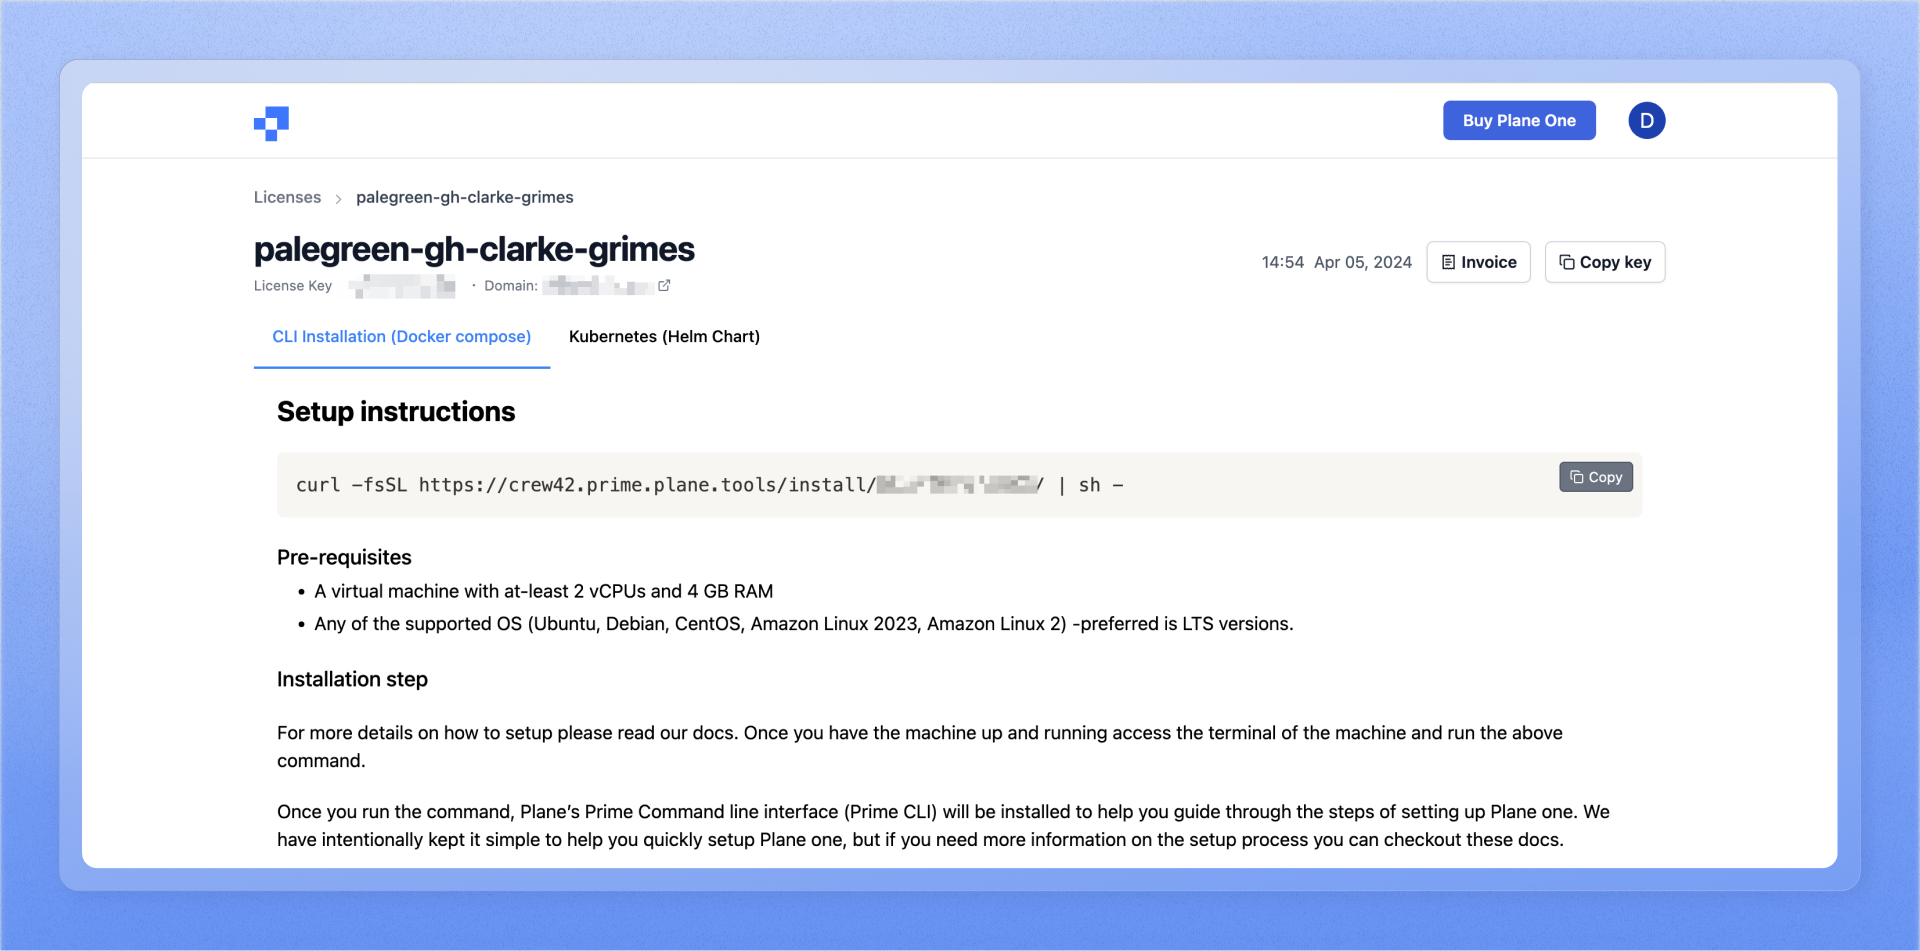 Buy Plane One
D
Licenses > palegreen-gh-clarke-grimes
palegreen-gh-clarke-grimes
14:54 Apr 05, 2024
Invoice
Copy key
License Key · Domain:
CLI Installation (Docker compose)
Kubernetes (Helm Chart)
Setup instructions
Copy
curl -fsSL https://crew42.prime.plane.tools/install/ / | sh -
Pre-requisites
• A virtual machine with at-least 2 vCPUs and 4 GB RAM
• Any of the supported OS (Ubuntu, Debian, CentOS, Amazon Linux 2023, Amazon Linux 2) -preferred is LTS versions.
Installation step
For more details on how to setup please read our docs. Once you have the machine up and running access the terminal of the machine and run the above
command.
Once you run the command, Plane’s Prime Command line interface (Prime CLI) will be installed to help you guide through the steps of setting up Plane one. We
have intentionally kept it simple to help you quickly setup Plane one, but if you need more information on the setup process you can checkout these docs.